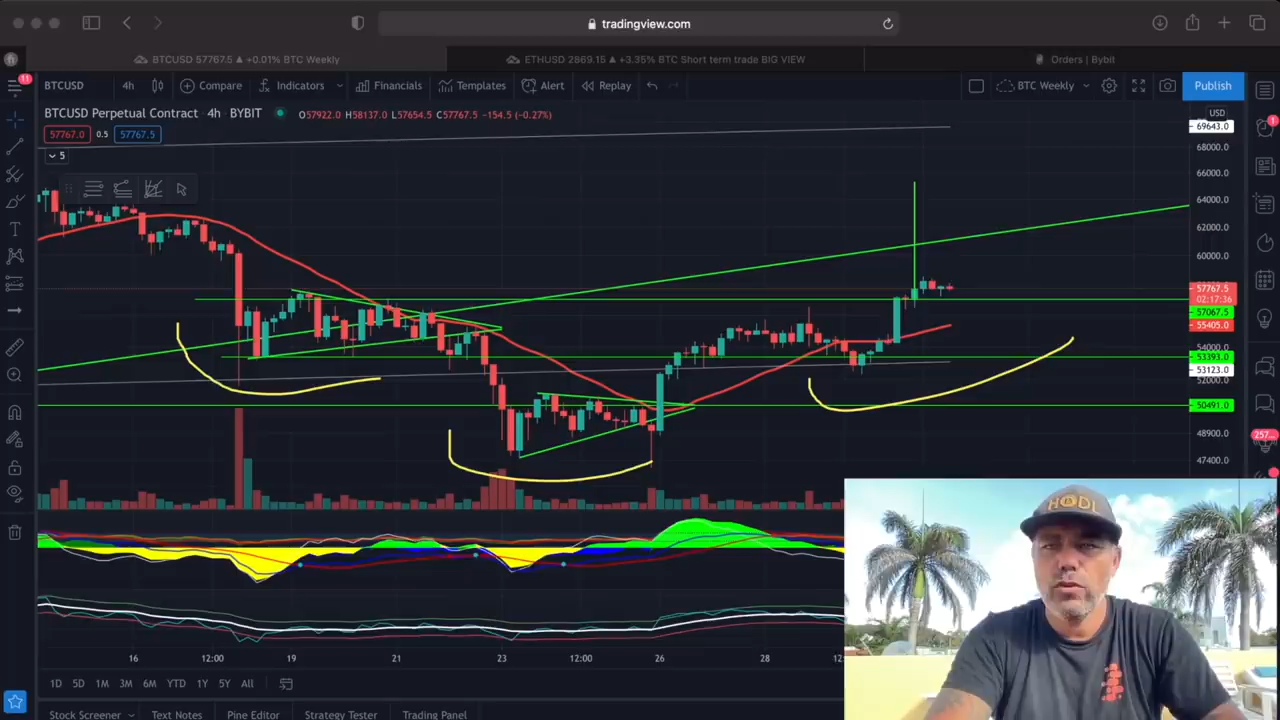 tradingview.com
BTCUSD 57767.5 ▲ +0.01% BTC Weekly
ETHUSD 2869.15 ▲ +3.35% BTC Short term trade BIG VIEW
Orders | Bybit
11
BTCUSD 4h Compare Indicators Financials Templates Alert Replay BTC Weekly Publish
BTCUSD Perpetual Contract · 4h · BYBIT O57922.0 H58137.0 L57654.5 C57767.5 -154.5 (-0.27%)
USD
57767.0 0.5 57767.5
5
69643.0
68000.0
66000.0
64000.0
62000.0
60000.0
57767.5
02:17:36
57067.5
55405.0
54000.0
53393.0
53123.0
52000.0
50491.0
48900.0
47400.0
1
257
HODL
16 12:00 19 21 23 12:00 26 28
1D 5D 1M 3M 6M YTD 1Y 5Y All
Stock Screener Text Notes Pine Editor Strategy Tester Trading Panel